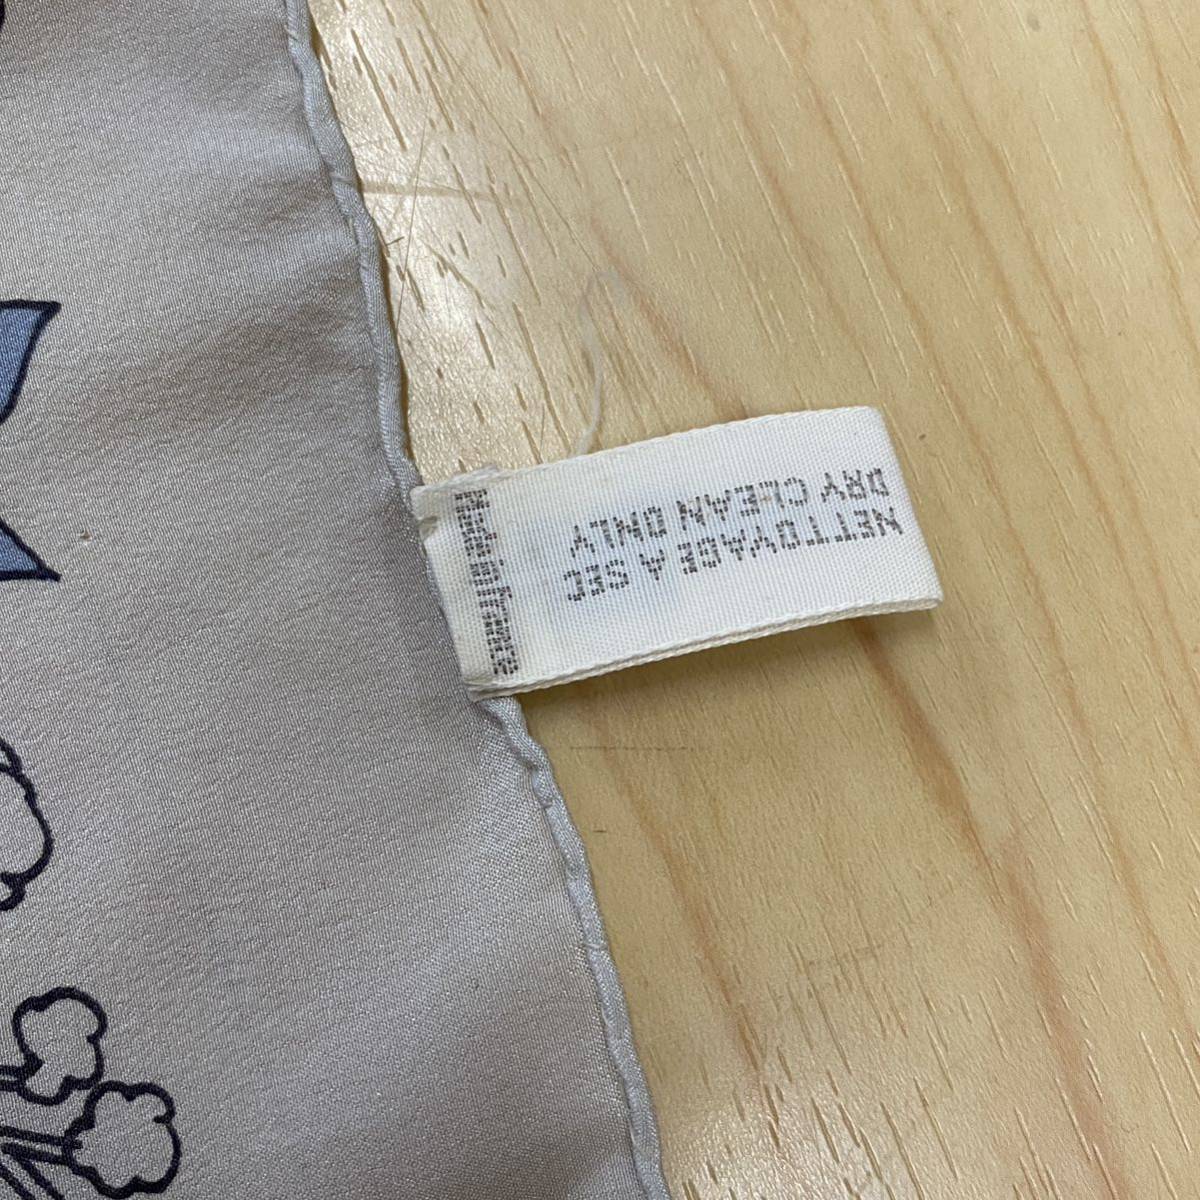 NETTOYAGE A SEC
DRY CLEAN ONLY
Made in France